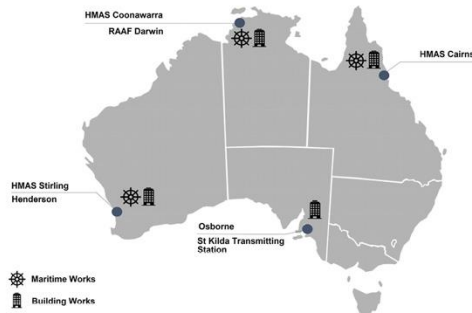 HMAS Coonawarra
RAAF Darwin
HMAS Cairns
HMAS Stirling
Henderson
Osborne
St Kilda Transmitting
Station
Maritime Works
Building Works